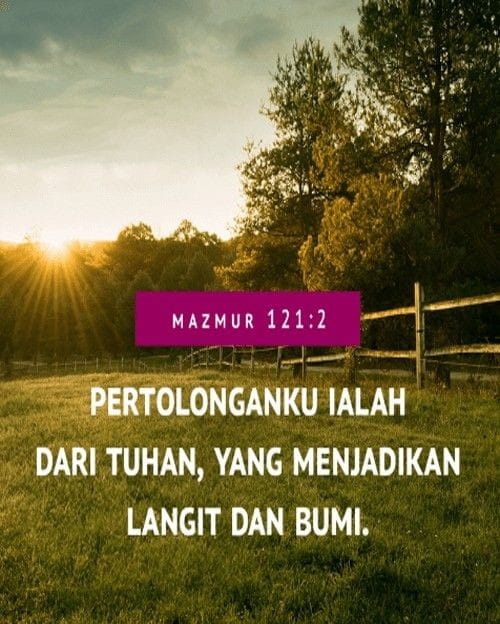 MAZMUR 121:2
PERTOLONGANKU IALAH
DARI TUHAN, YANG MENJADIKAN
LANGIT DAN BUMI.